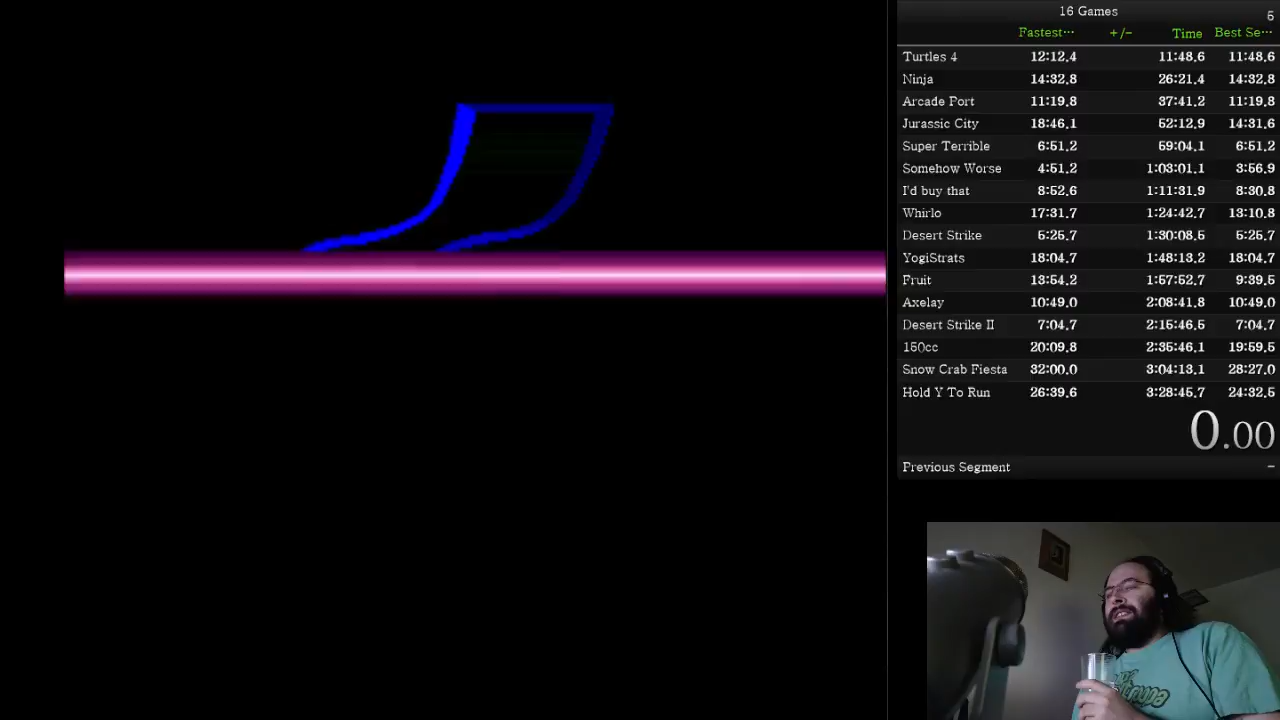 16 Games
5
Fastest… +/- Time Best Se…
Turtles 4 12:12.4 11:48.6 11:48.6
Ninja 14:32.8 26:21.4 14:32.8
Arcade Port 11:19.8 37:41.2 11:19.8
Jurassic City 18:46.1 52:12.9 14:31.6
Super Terrible 6:51.2 59:04.1 6:51.2
Somehow Worse 4:51.2 1:03:01.1 3:56.9
I'd buy that 8:52.6 1:11:31.9 8:30.8
Whirlo 17:31.7 1:24:42.7 13:10.8
Desert Strike 5:25.7 1:30:08.5 5:25.7
YogiStrats 18:04.7 1:48:13.2 18:04.7
Fruit 13:54.2 1:57:52.7 9:39.5
Axelay 10:49.0 2:08:41.8 10:49.0
Desert Strike II 7:04.7 2:15:46.5 7:04.7
150cc 20:09.8 2:35:46.1 19:59.5
Snow Crab Fiesta 32:00.0 3:04:13.1 28:27.0
Hold Y To Run 26:39.6 3:28:45.7 24:32.5
0.00
Previous Segment –